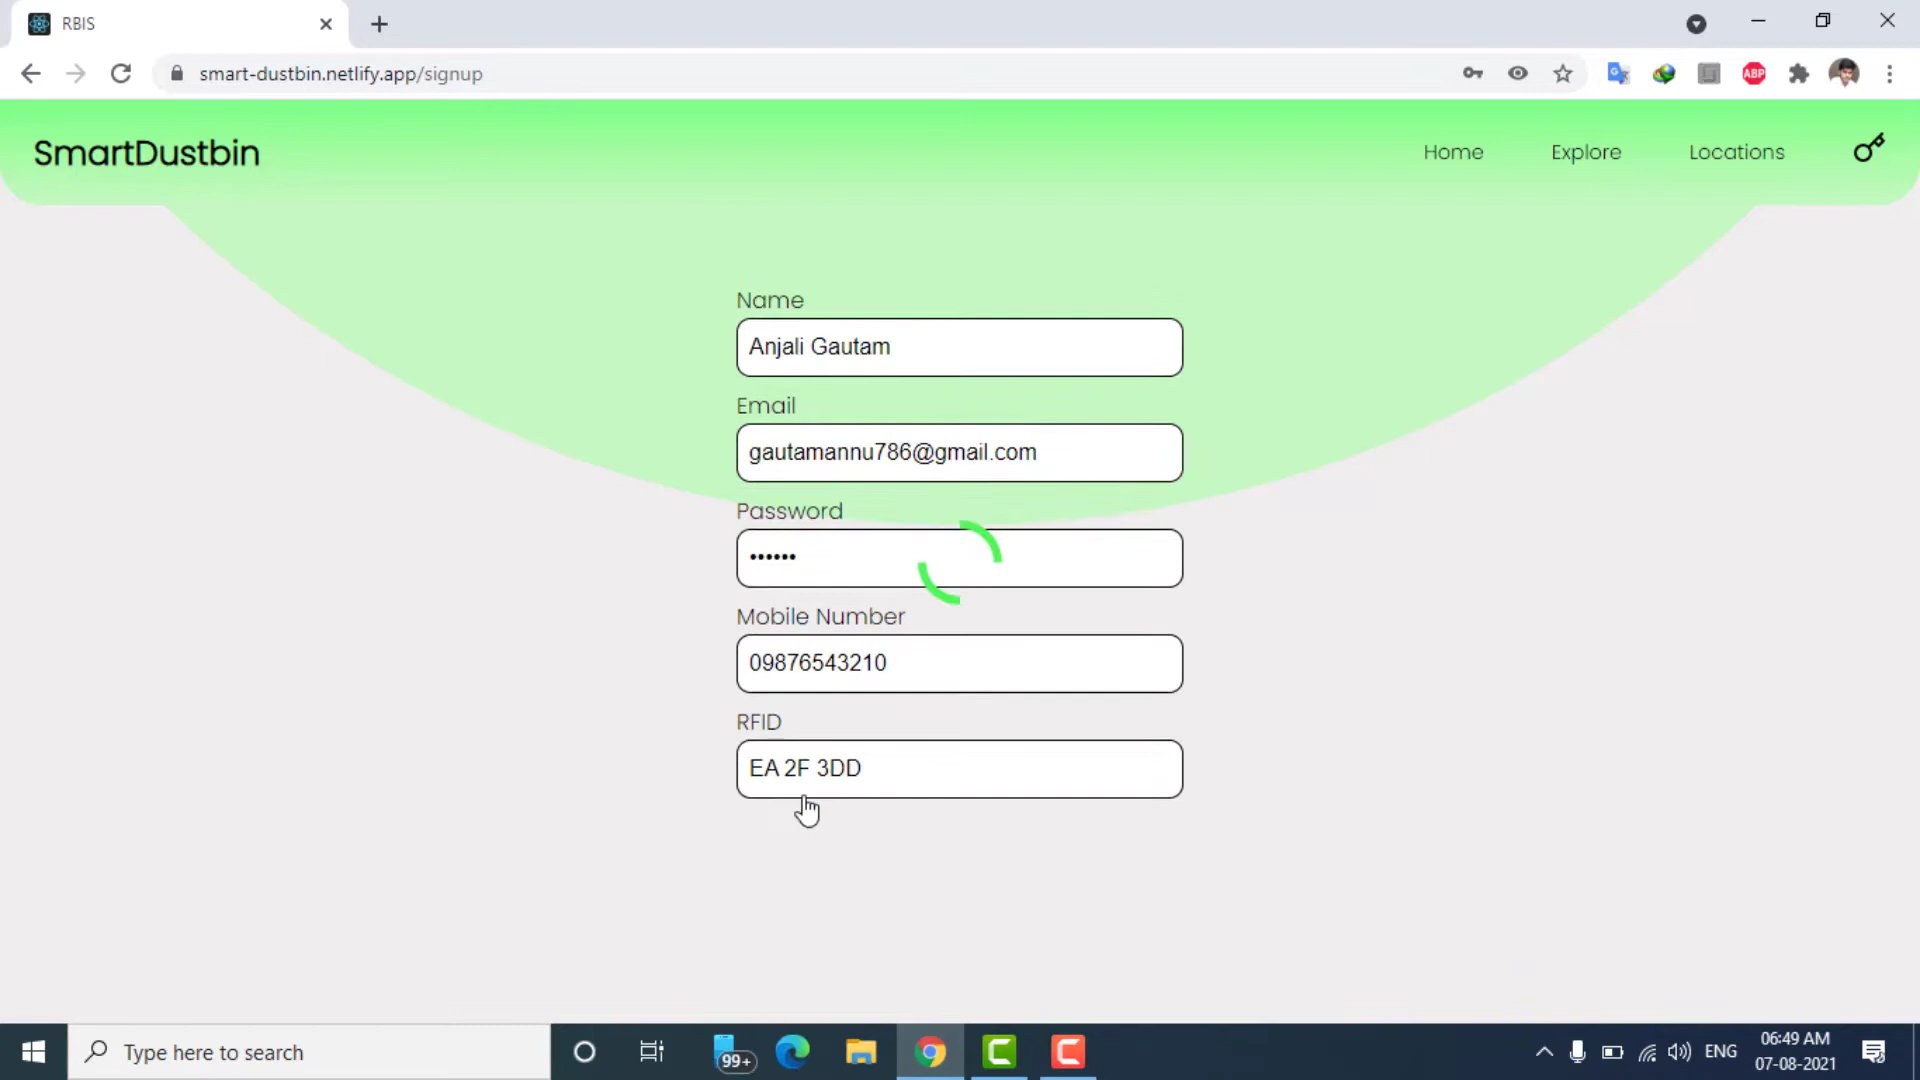 RBIS
smart-dustbin.netlify.app/signup
ABP
SmartDustbin
Home
Explore
Locations
Name
Anjali Gautam
Email
gautamannu786@gmail.com
Password
••••••
Mobile Number
09876543210
RFID
EA 2F 3DD
Type here to search
99+
ENG
06:49 AM
07-08-2021